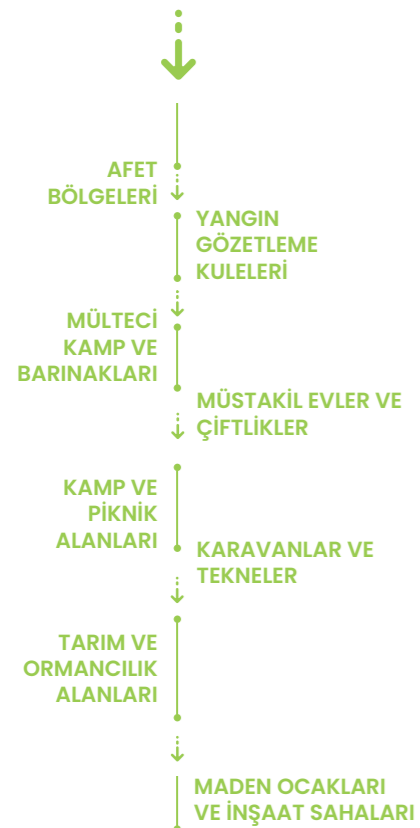 AFET
BÖLGELERİ
YANGIN
GÖZETLEME
KULELERİ
MÜLTECİ
KAMP VE
BARINAKLARI
MÜSTAKİL EVLER VE
ÇİFTLİKLER
KAMP VE
PİKNİK
ALANLARI
KARAVANLAR VE
TEKNELER
TARIM VE
ORMANCILIK
ALANLARI
MADEN OCAKLARI
VE İNŞAAT SAHALARI